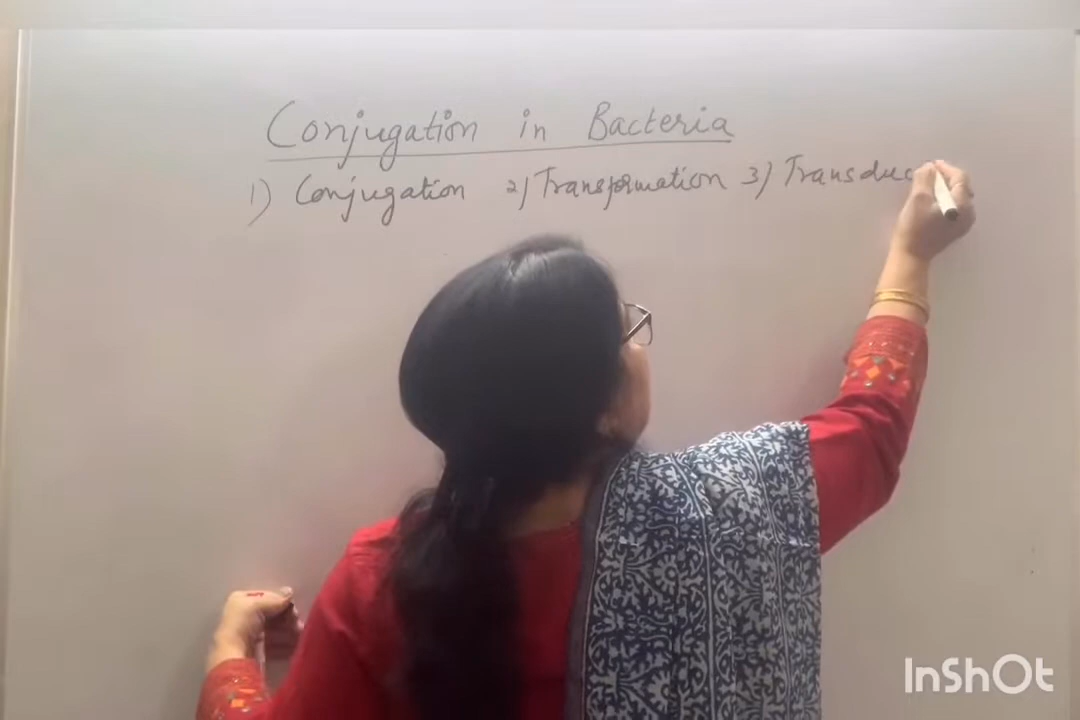 Conjugation in Bacteria
1) Conjugation 2) Transformation 3) Transduc
InShOt